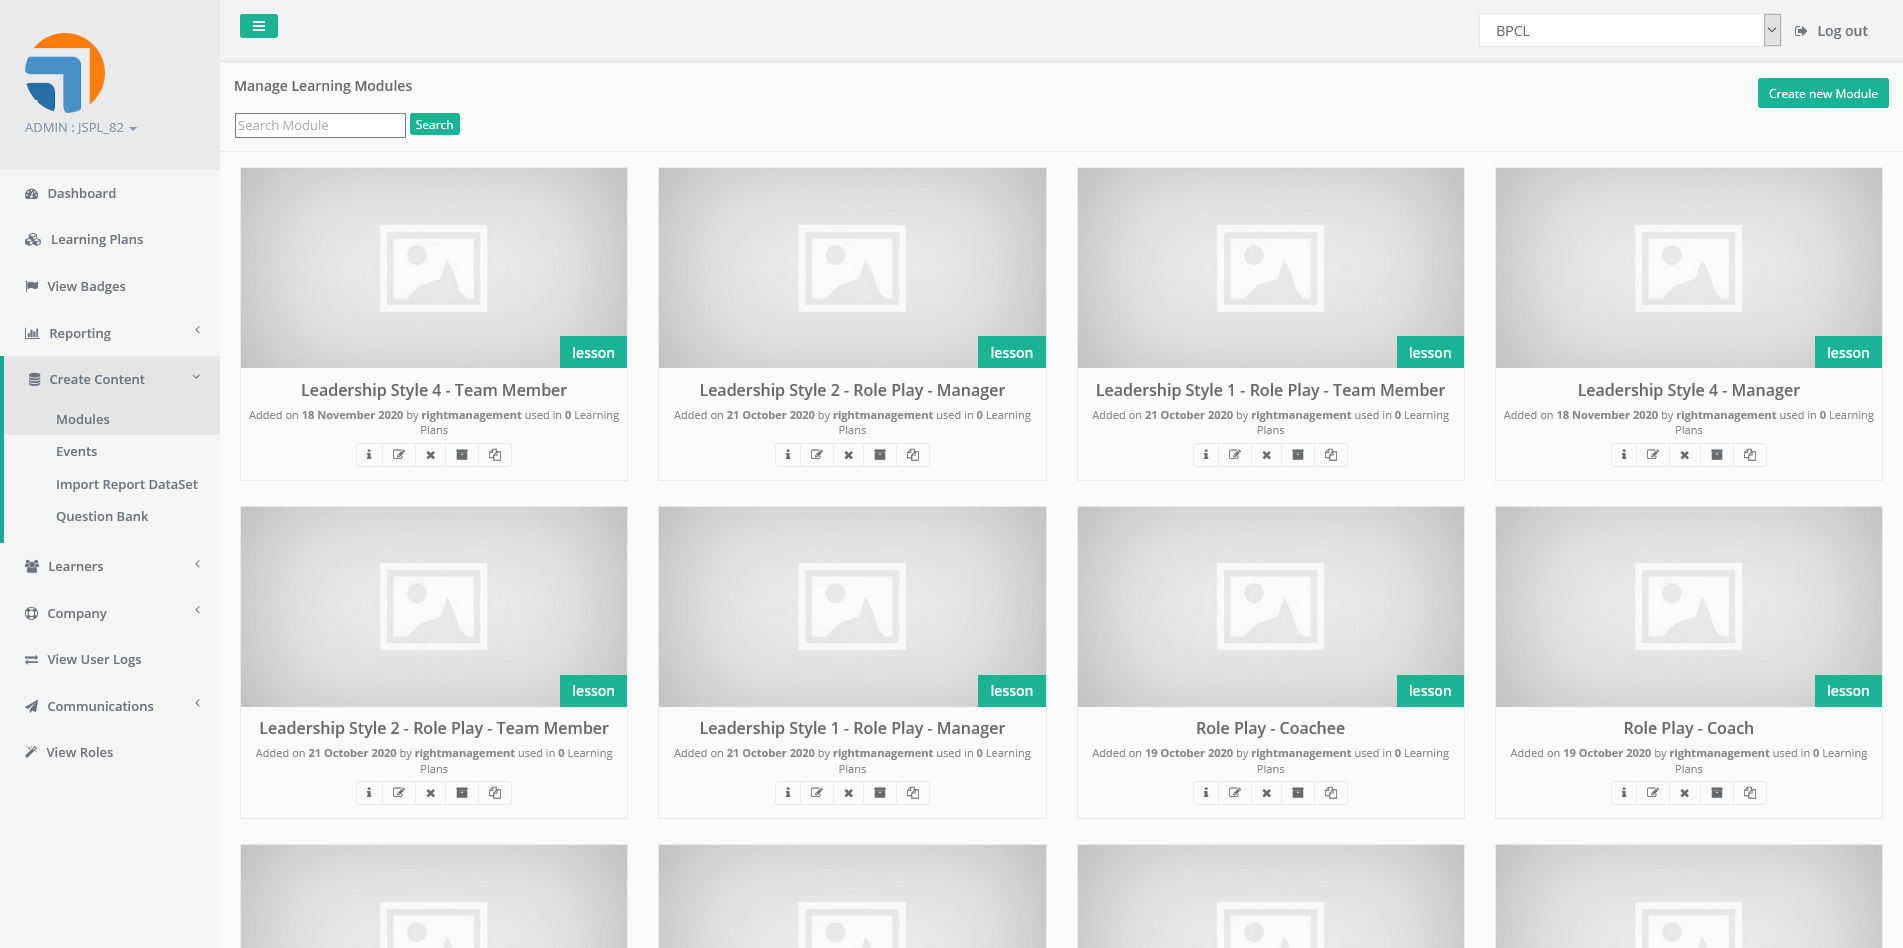 BPCL
Log out
ADMIN : JSPL_82
Dashboard
Learning Plans
View Badges
Reporting
Create Content
Modules
Events
Import Report DataSet
Question Bank
Learners
Company
View User Logs
Communications
View Roles
Manage Learning Modules
Create new Module
Search Module
Search
lesson
Leadership Style 4 - Team Member
Added on 18 November 2020 by rightmanagement used in 0 Learning
Plans
lesson
Leadership Style 2 - Role Play - Manager
Added on 21 October 2020 by rightmanagement used in 0 Learning
Plans
lesson
Leadership Style 1 - Role Play - Team Member
Added on 21 October 2020 by rightmanagement used in 0 Learning
Plans
lesson
Leadership Style 4 - Manager
Added on 18 November 2020 by rightmanagement used in 0 Learning
Plans
lesson
Leadership Style 2 - Role Play - Team Member
Added on 21 October 2020 by rightmanagement used in 0 Learning
Plans
lesson
Leadership Style 1 - Role Play - Manager
Added on 21 October 2020 by rightmanagement used in 0 Learning
Plans
lesson
Role Play - Coachee
Added on 19 October 2020 by rightmanagement used in 0 Learning
Plans
lesson
Role Play - Coach
Added on 19 October 2020 by rightmanagement used in 0 Learning
Plans